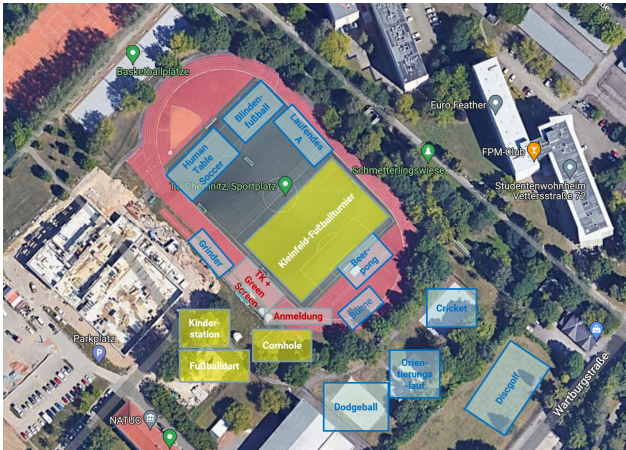 Basketballplätze
Blinden-
fußball
Laufendes
A
Human
Table
Soccer
Euro Feather
FPM-Club
Schmetterlingswiese
Studentenwohnheim
Vettersstraße 72
Chemnitz, Sportplatz
Kleinfeld-Fußballturnier
Grinder
Beer-
pong
TK +
Green
Screen
Bühne
Anmeldung
Cricket
Kinder-
station
Cornhole
Parkplatz
P
Fußballdart
Orien-
tierungs
-lauf
Discgolf
Wartburgstraße
Dodgeball
NATUC